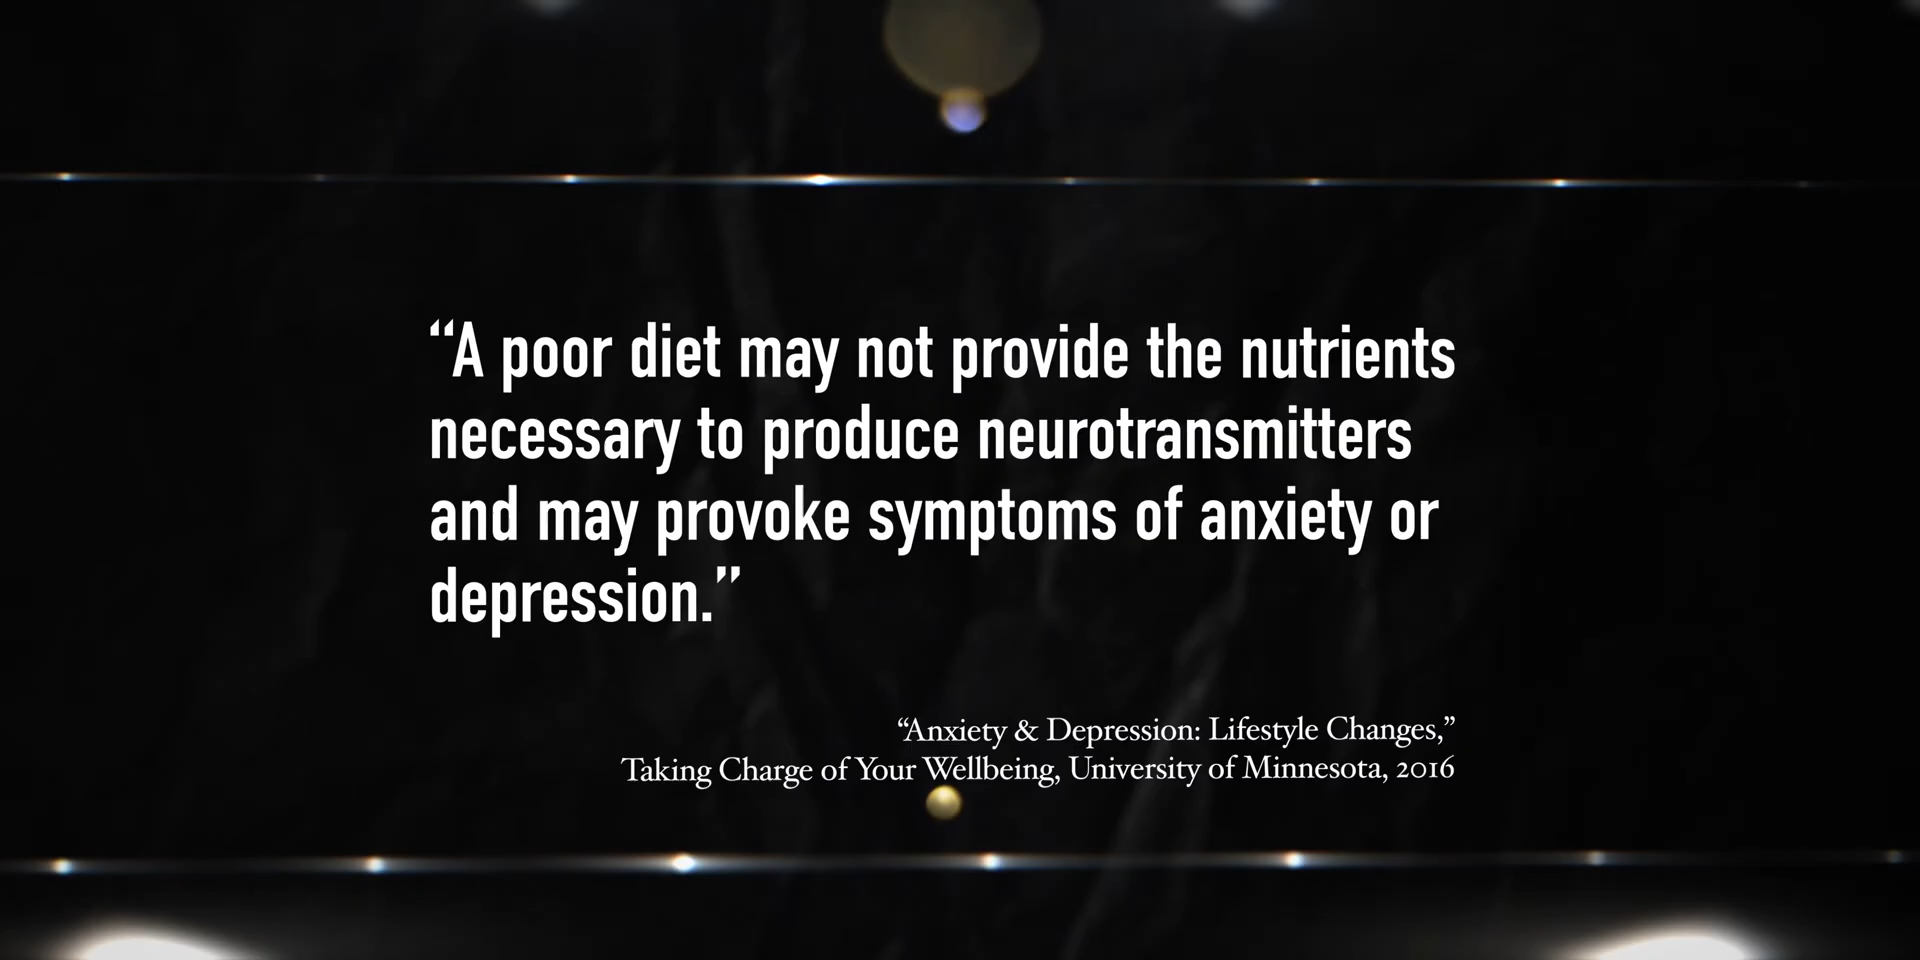 “A poor diet may not provide the nutrients
necessary to produce neurotransmitters
and may provoke symptoms of anxiety or
depression.”
“Anxiety & Depression: Lifestyle Changes,”
Taking Charge of Your Wellbeing, University of Minnesota, 2016